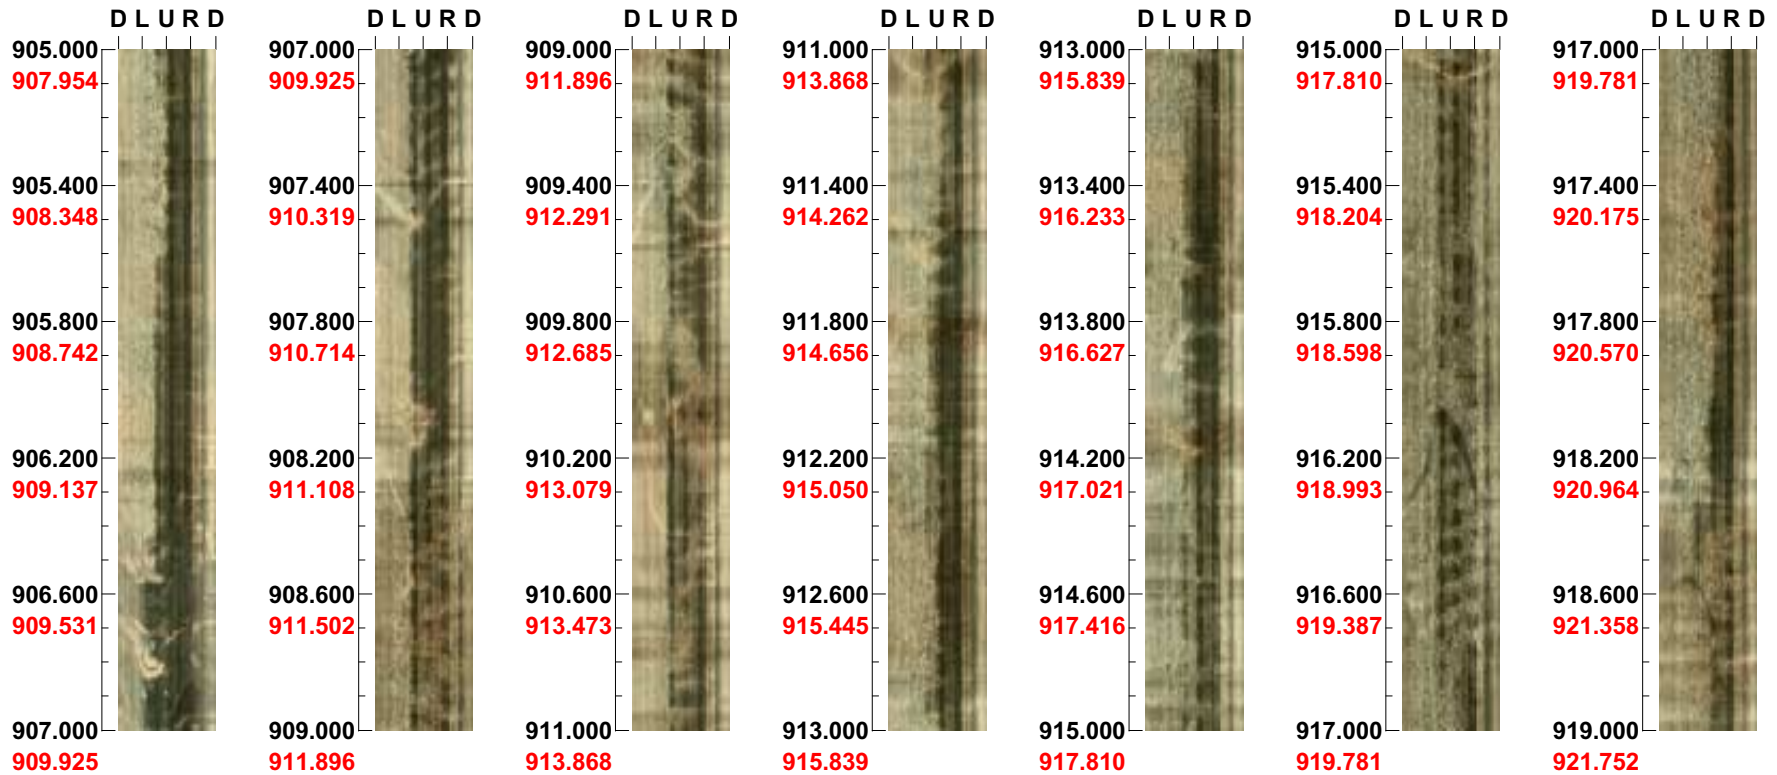 D L U R D
D L U R D
D L U R D
D L U R D
D L U R D
D L U R D
D L U R D
905.000 907.000 909.000 911.000 913.000 915.000 917.000
907.954 909.925 911.896 913.868 915.839 917.810 919.781
905.400 907.400 909.400 911.400 913.400 915.400 917.400
908.348 910.319 912.291 914.262 916.233 918.204 920.175
905.800 907.800 909.800 911.800 913.800 915.800 917.800
908.742 910.714 912.685 914.656 916.627 918.598 920.570
906.200 908.200 910.200 912.200 914.200 916.200 918.200
909.137 911.108 913.079 915.050 917.021 918.993 920.964
906.600 908.600 910.600 912.600 914.600 916.600 918.600
909.531 911.502 913.473 915.445 917.416 919.387 921.358
907.000 909.000 911.000 913.000 915.000 917.000 919.000
909.925 911.896 913.868 915.839 917.810 919.781 921.752